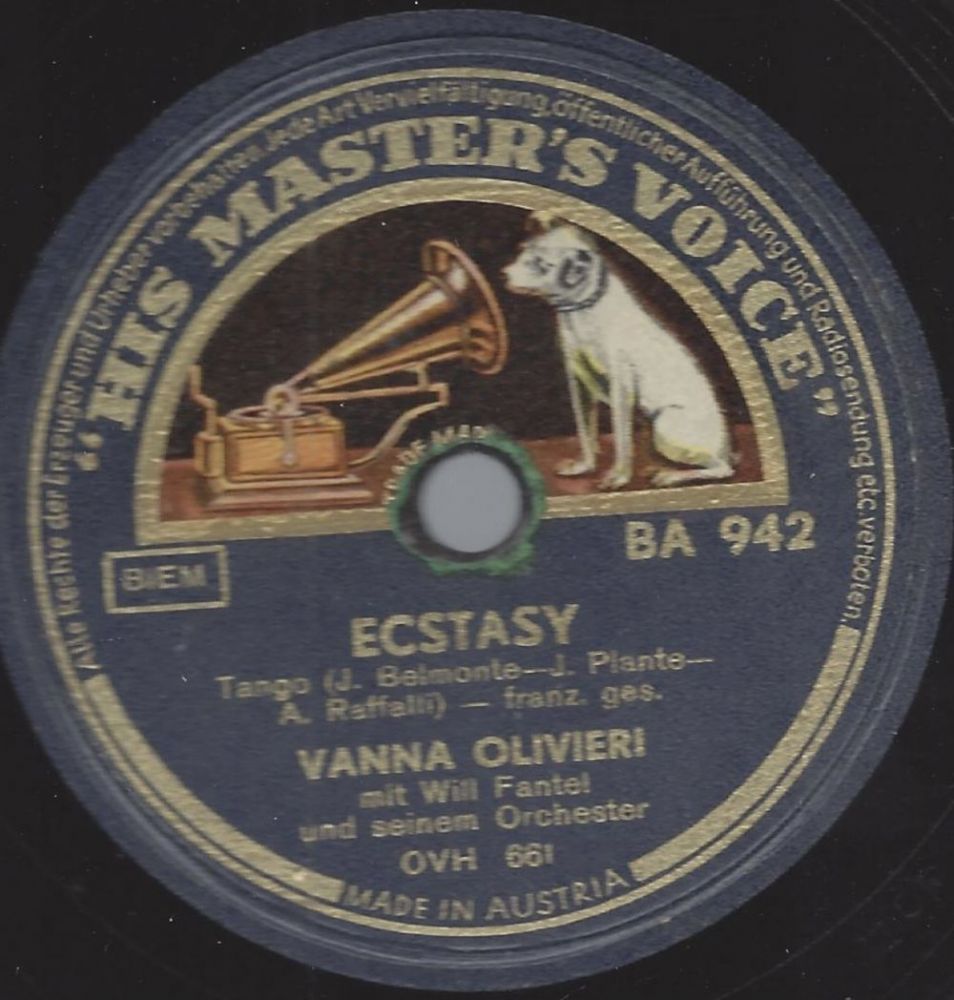 Alle Rechte der Erzeuger und Urheber vorbehalten. Jede Art Vervielfältigung, öffentlicher Aufführung und Radiosendung etc. verboten.
"HIS MASTER'S VOICE"
TRADE MARK
BIEM
BA 942
ECSTASY
Tango (J. Belmonte—J. Plante—
A. Raffalli) — franz. ges.
VANNA OLIVIERI
mit Will Fantel
und seinem Orchester
OVH 661
MADE IN AUSTRIA